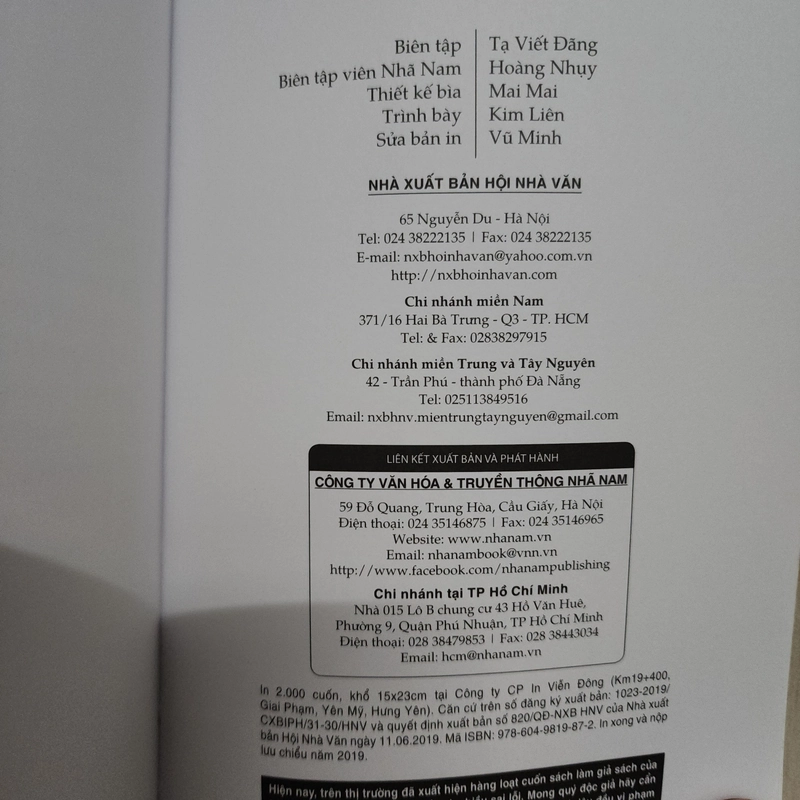 Biên tập | Tạ Viết Đãng
Biên tập viên Nhã Nam | Hoàng Nhụy
Thiết kế bìa | Mai Mai
Trình bày | Kim Liên
Sửa bản in | Vũ Minh
NHÀ XUẤT BẢN HỘI NHÀ VĂN
65 Nguyễn Du - Hà Nội
Tel: 024 38222135 | Fax: 024 38222135
E-mail: nxbhoinhavan@yahoo.com.vn
http://nxbhoinhavan.com
Chi nhánh miền Nam
371/16 Hai Bà Trưng - Q3 - TP. HCM
Tel: & Fax: 02838297915
Chi nhánh miền Trung và Tây Nguyên
42 - Trần Phú - thành phố Đà Nẵng
Tel: 025113849516
Email: nxbhnv.mientrungtaynguyen@gmail.com
LIÊN KẾT XUẤT BẢN VÀ PHÁT HÀNH
CÔNG TY VĂN HÓA & TRUYỀN THÔNG NHÃ NAM
59 Đỗ Quang, Trung Hòa, Cầu Giấy, Hà Nội
Điện thoại: 024 35146875 | Fax: 024 35146965
Website: www.nhanam.vn
Email: nhanambook@vnn.vn
http://www.facebook.com/nhanampublishing
Chi nhánh tại TP Hồ Chí Minh
Nhà 015 Lô B chung cư 43 Hồ Văn Huê,
Phường 9, Quận Phú Nhuận, TP Hồ Chí Minh
Điện thoại: 028 38479853 | Fax: 028 38443034
Email: hcm@nhanam.vn
In 2.000 cuốn, khổ 15x23cm tại Công ty CP In Viễn Đông (Km19+400,
Giai Phạm, Yên Mỹ, Hưng Yên). Căn cứ trên số đăng ký xuất bản: 1023-2019/
CXBIPH/31-30/HNV và quyết định xuất bản số 820/QĐ-NXB HNV của Nhà xuất
bản Hội Nhà Văn ngày 11.06.2019. Mã ISBN: 978-604-9819-87-2. In xong và nộp
lưu chiểu năm 2019.
Hiện nay, trên thị trường đã xuất hiện hàng loạt cuốn sách làm giả sách của
sai lỗi. Mong quý độc giả hãy cẩn
dấu vi phạm